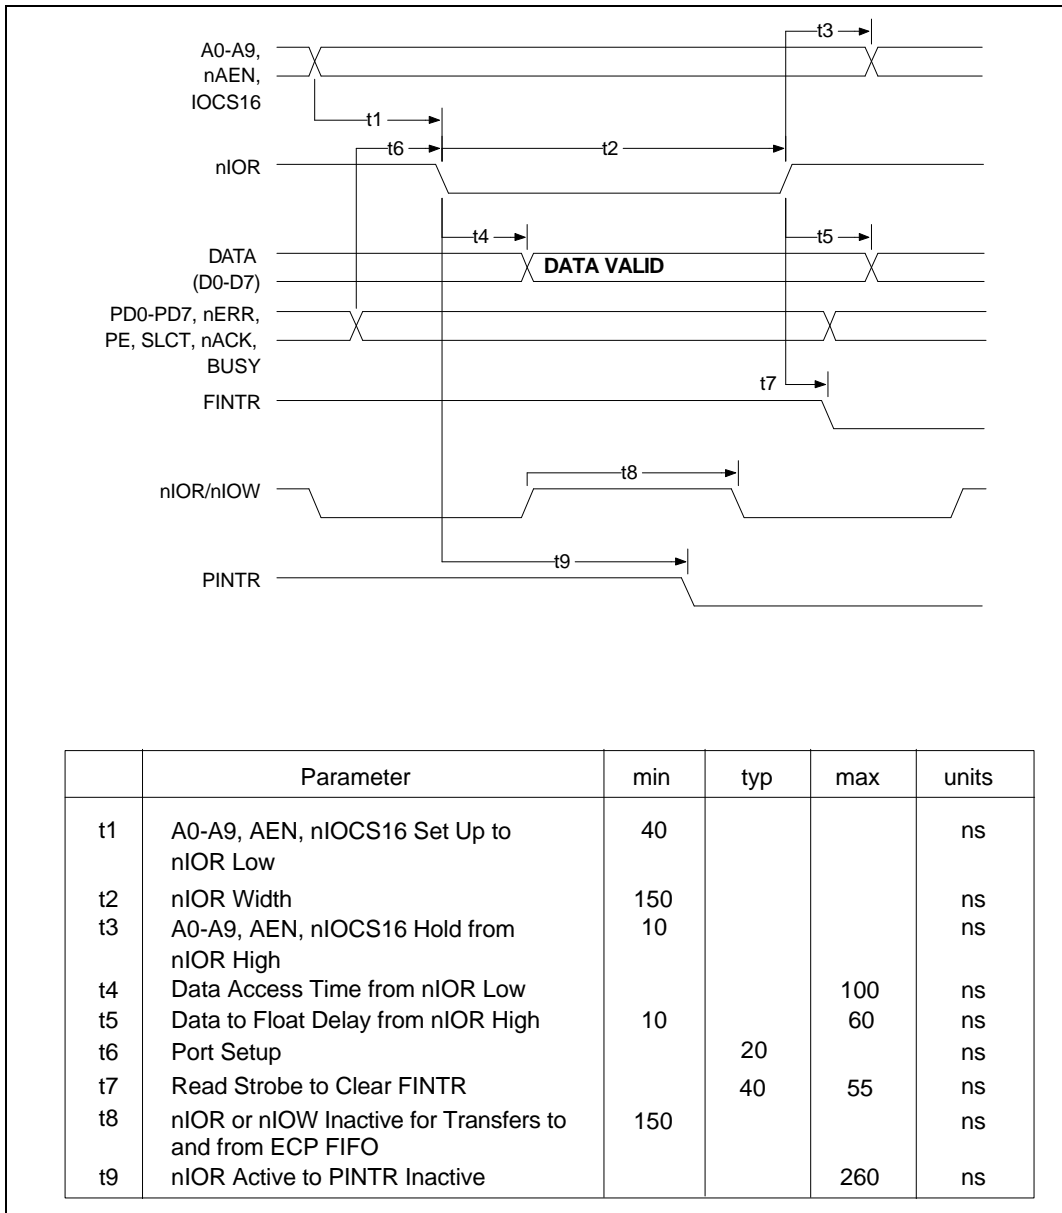 t3
A0-A9,
nAEN,
IOCS16
t1
t6
t2
nIOR
t4
t5
DATA
(D0-D7)
DATA VALID
PD0-PD7, nERR,
PE, SLCT, nACK,
BUSY
t7
FINTR
t8
nIOR/nIOW
t9
PINTR
Parameter min typ max units
t1 A0-A9, AEN, nIOCS16 Set Up to 40 ns
nIOR Low
t2 nIOR Width 150 ns
t3 A0-A9, AEN, nIOCS16 Hold from 10 ns
nIOR High
t4 Data Access Time from nIOR Low 100 ns
t5 Data to Float Delay from nIOR High 10 60 ns
t6 Port Setup 20 ns
t7 Read Strobe to Clear FINTR 40 55 ns
t8 nIOR or nIOW Inactive for Transfers to 150 ns
and from ECP FIFO
t9 nIOR Active to PINTR Inactive 260 ns